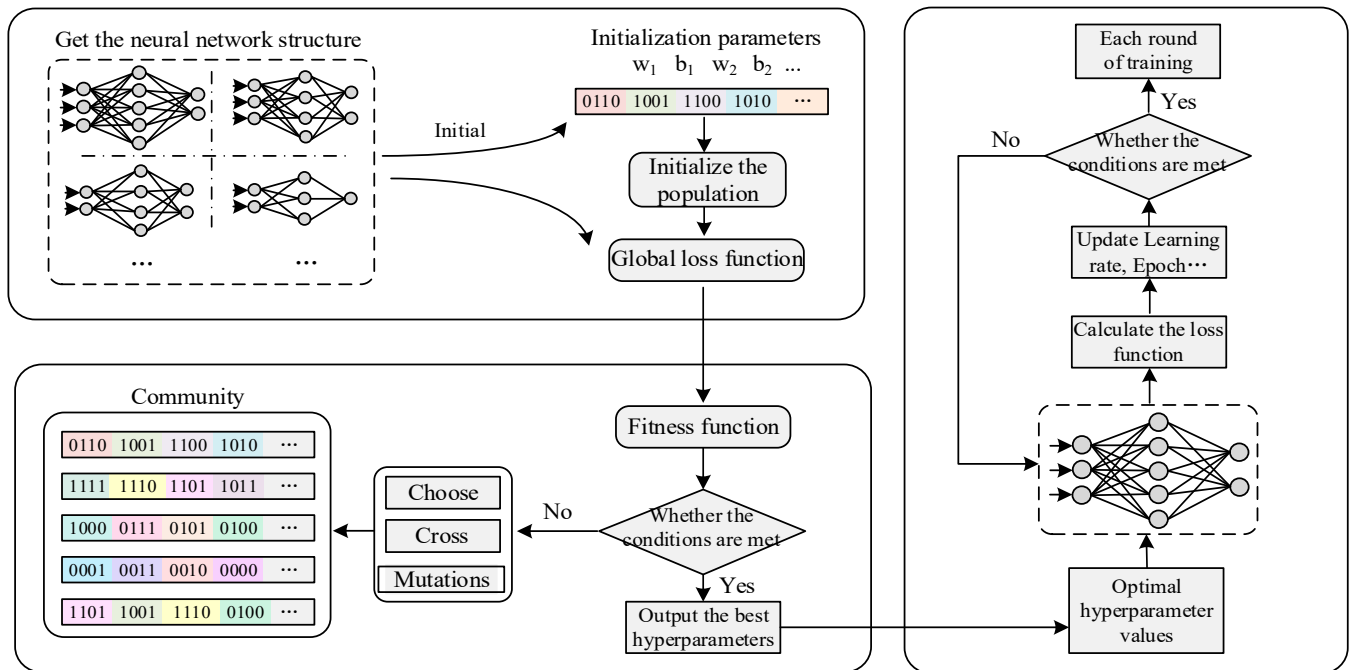 Get the neural network structure
Initialization parameters
w1 b1 w2 b2 ...
0110 1001 1100 1010 ···
Initial
Initialize the
population
Global loss function
... ...
Community
0110 1001 1100 1010 ···
1111 1110 1101 1011 ···
1000 0111 0101 0100 ···
0001 0011 0010 0000 ···
1101 1001 1110 0100 ···
Choose
Cross
Mutations
No
Fitness function
Whether the
conditions are met
Yes
Output the best
hyperparameters
Each round
of training
Yes
No
Whether the
conditions are met
Update Learning
rate, Epoch···
Calculate the loss
function
Optimal
hyperparameter
values